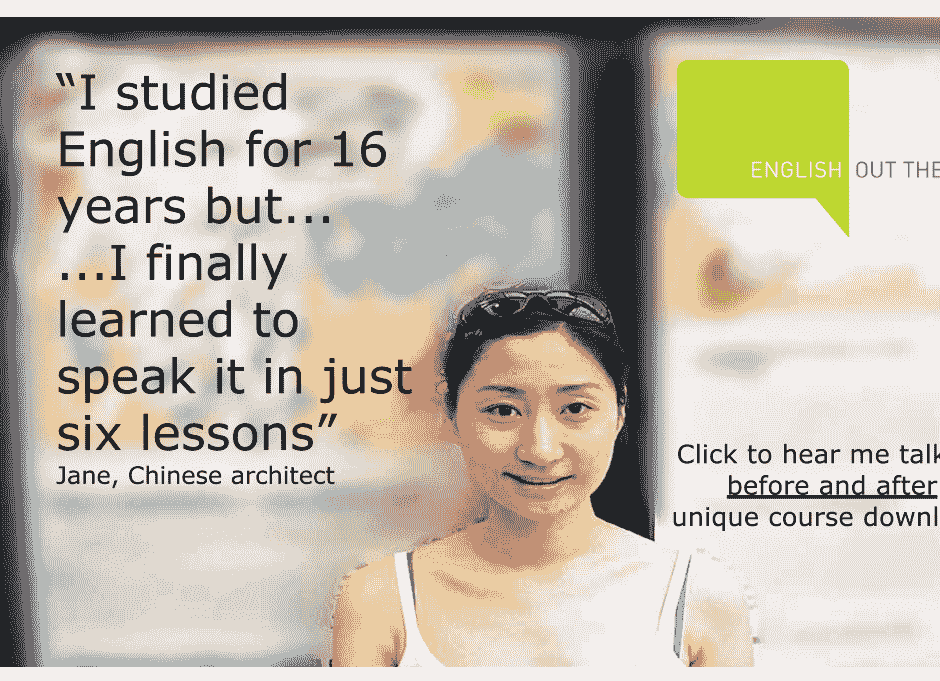 “I studied
English for 16
years but...
...I finally
learned to
speak it in just
six lessons”
Jane, Chinese architect
ENGLISH OUT THE
Click to hear me talk
before and after
unique course downl